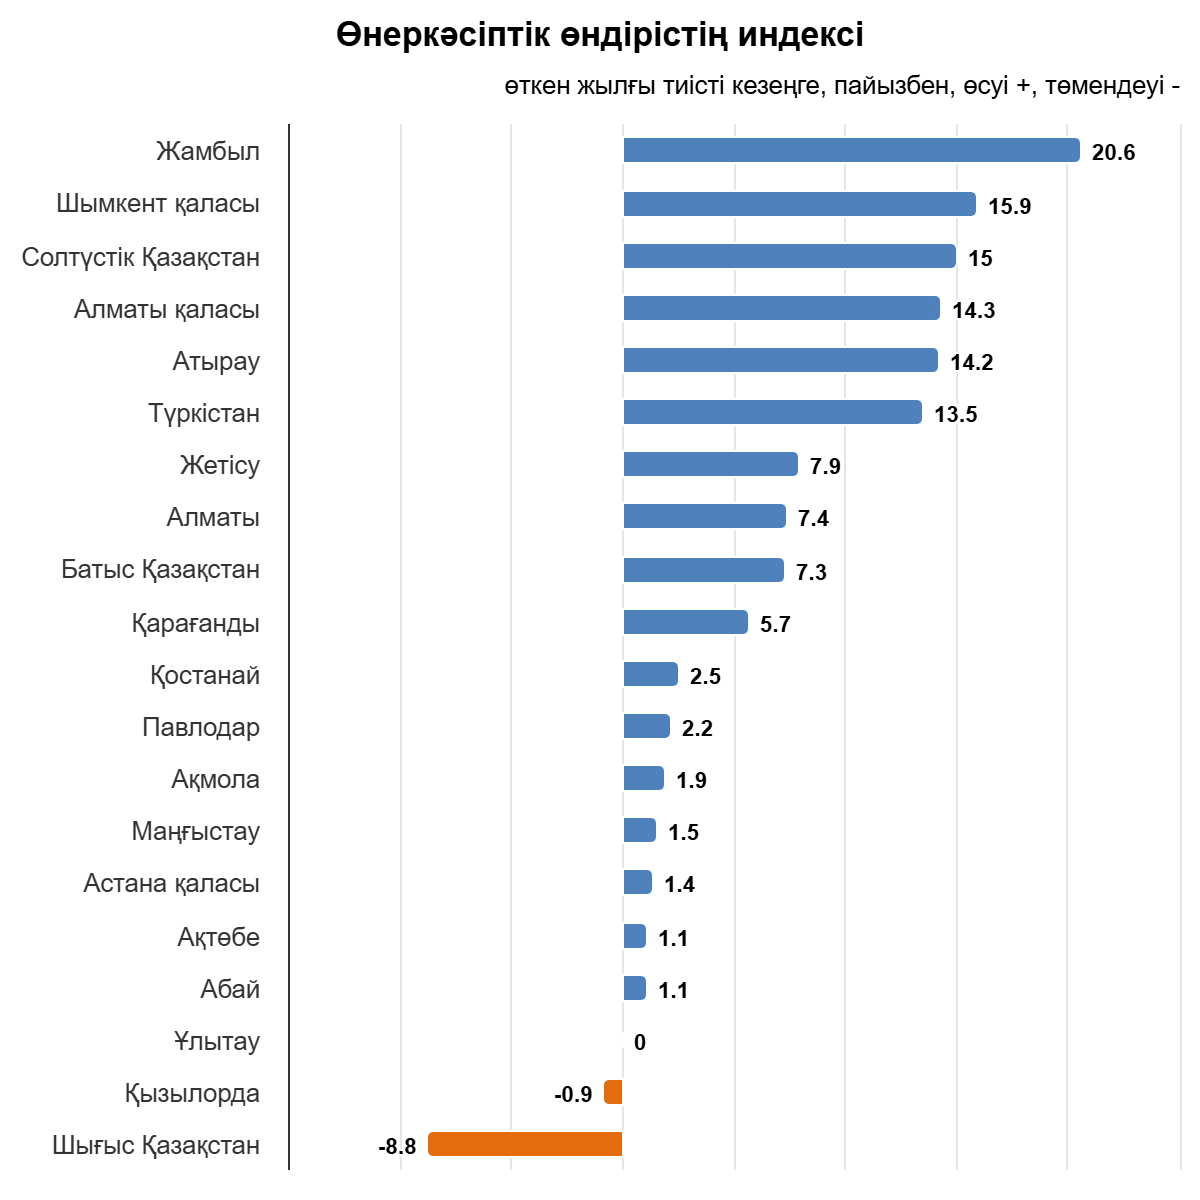 Өнеркәсіптік өндірістің индексі
өткен жылғы тиісті кезеңге, пайызбен, өсуі +, төмендеуі -
Жамбыл 20.6
Шымкент қаласы 15.9
Солтүстік Қазақстан 15
Алматы қаласы 14.3
Атырау 14.2
Түркістан 13.5
Жетісу 7.9
Алматы 7.4
Батыс Қазақстан 7.3
Қарағанды 5.7
Қостанай 2.5
Павлодар 2.2
Ақмола 1.9
Маңғыстау 1.5
Астана қаласы 1.4
Ақтөбе 1.1
Абай 1.1
Ұлытау 0
Қызылорда -0.9
Шығыс Қазақстан -8.8